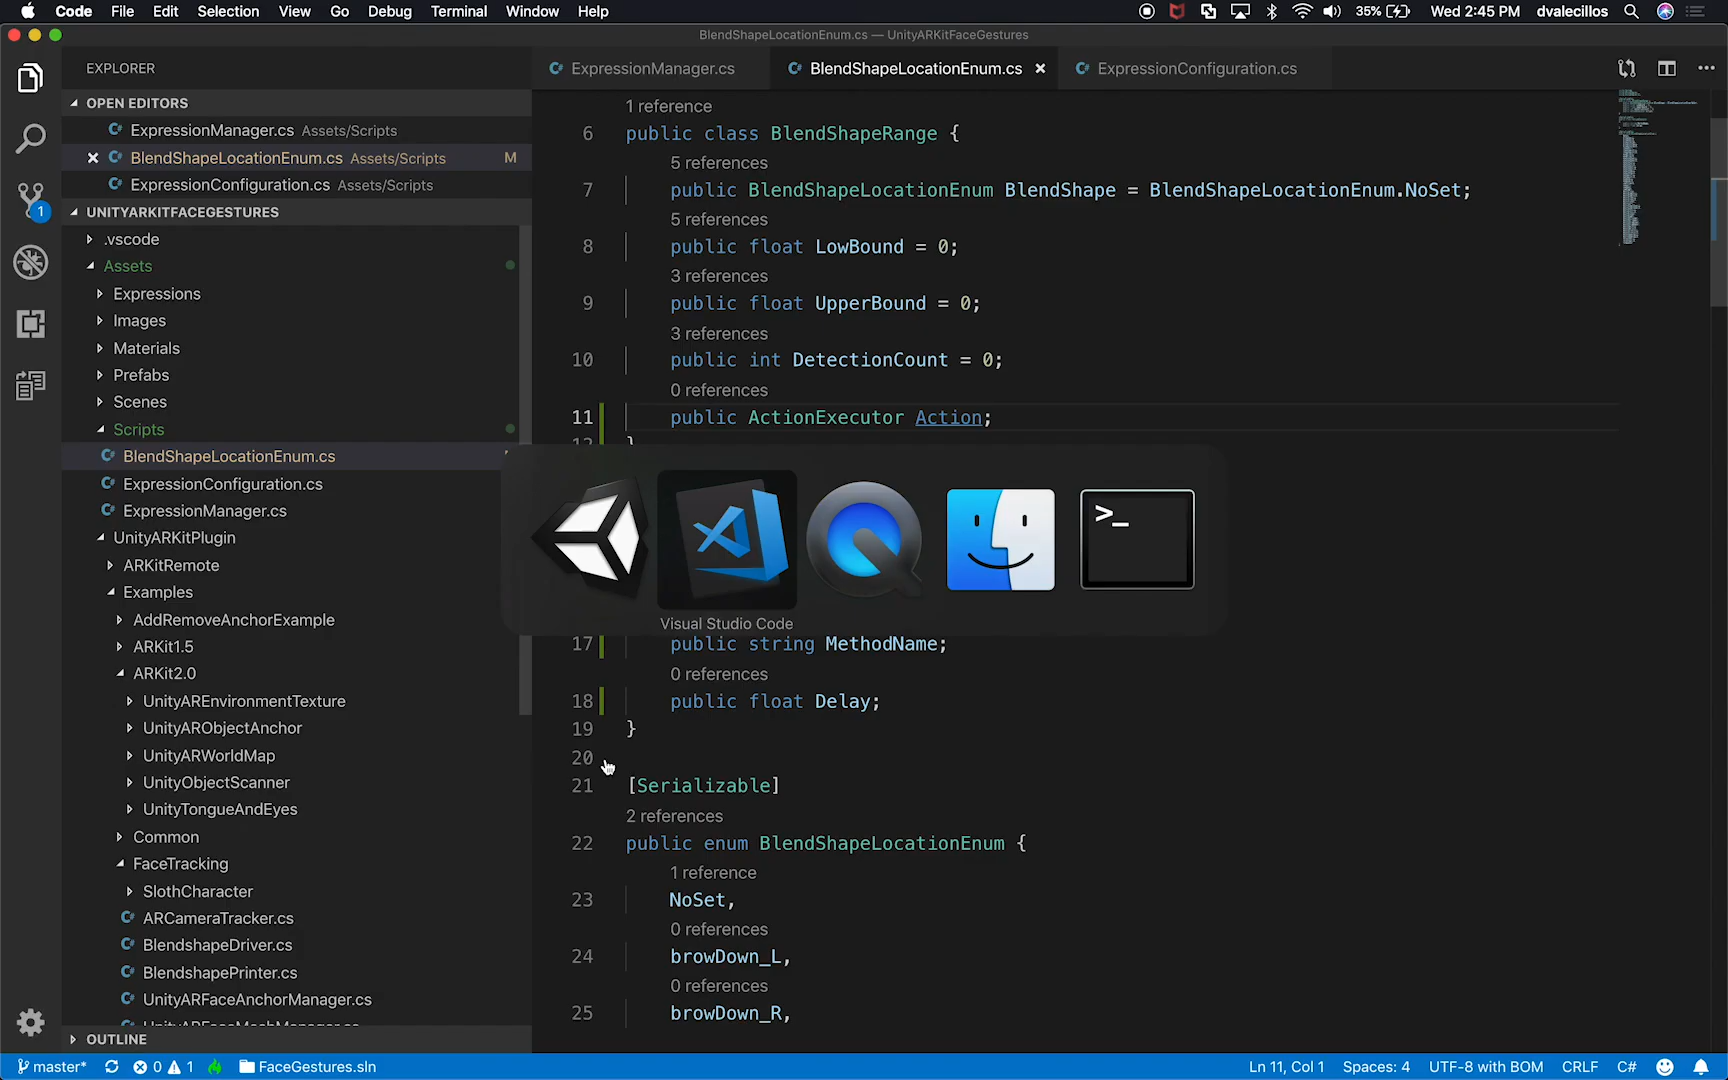 Code File Edit Selection View Go Debug Terminal Window Help 35% Wed 2:45 PM dvalecillos
BlendShapeLocationEnum.cs — UnityARKitFaceGestures
EXPLORER
OPEN EDITORS
ExpressionManager.cs Assets/Scripts
BlendShapeLocationEnum.cs Assets/Scripts M
ExpressionConfiguration.cs Assets/Scripts
UNITYARKITFACEGESTURES
.vscode
Assets
Expressions
Images
Materials
Prefabs
Scenes
Scripts
BlendShapeLocationEnum.cs
ExpressionConfiguration.cs
ExpressionManager.cs
UnityARKitPlugin
ARKitRemote
Examples
AddRemoveAnchorExample
ARKit1.5
ARKit2.0
UnityAREnvironmentTexture
UnityARObjectAnchor
UnityARWorldMap
UnityObjectScanner
UnityTongueAndEyes
Common
FaceTracking
SlothCharacter
ARCameraTracker.cs
BlendshapeDriver.cs
BlendshapePrinter.cs
UnityARFaceAnchorManager.cs
OUTLINE
1
ExpressionManager.cs BlendShapeLocationEnum.cs ExpressionConfiguration.cs
1 reference
6 public class BlendShapeRange {
5 references
7 public BlendShapeLocationEnum BlendShape = BlendShapeLocationEnum.NoSet;
5 references
8 public float LowBound = 0;
3 references
9 public float UpperBound = 0;
3 references
10 public int DetectionCount = 0;
0 references
11 public ActionExecutor Action;
>_
Visual Studio Code
17 public string MethodName;
0 references
18 public float Delay;
19 }
20
21 [Serializable]
2 references
22 public enum BlendShapeLocationEnum {
1 reference
23 NoSet,
0 references
24 browDown_L,
0 references
25 browDown_R,
master* 0 1 FaceGestures.sln Ln 11, Col 1 Spaces: 4 UTF-8 with BOM CRLF C#